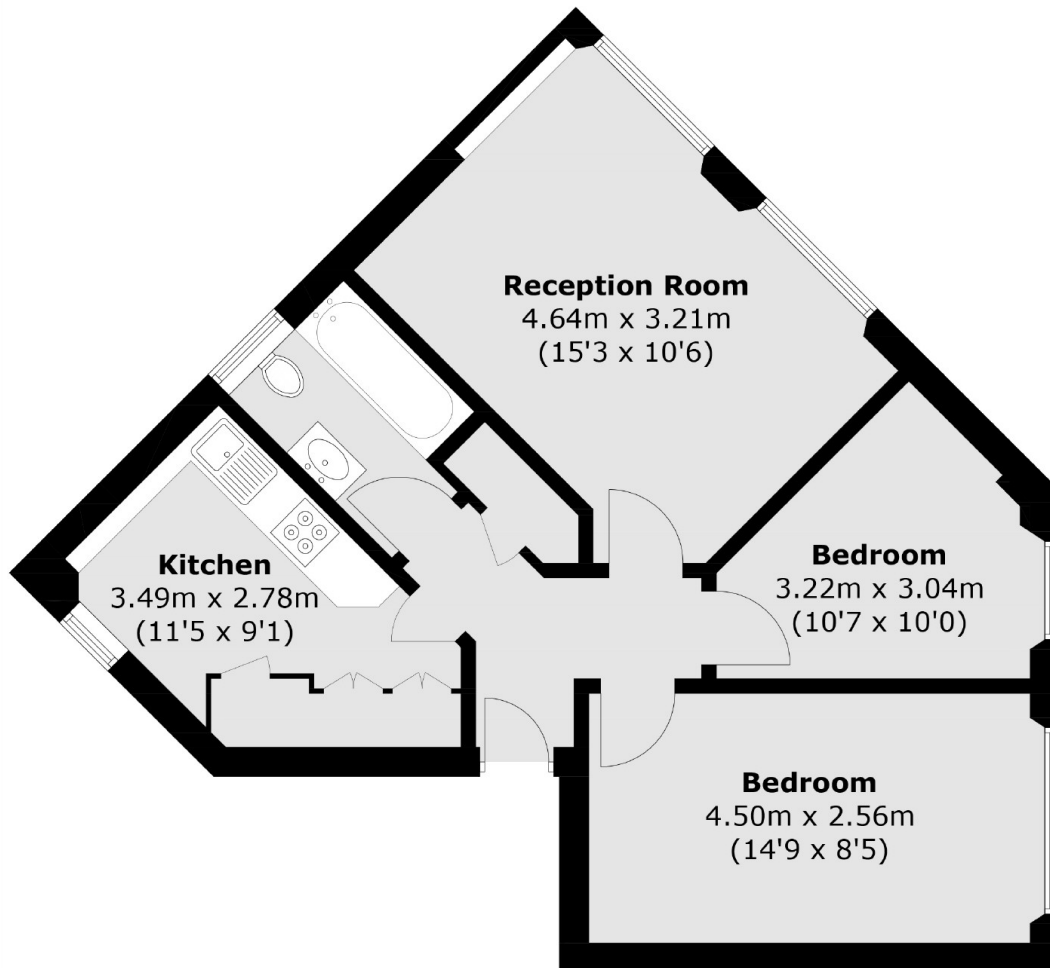 Reception Room
4.64m x 3.21m
(15'3 x 10'6)
Kitchen
3.49m x 2.78m
(11'5 x 9'1)
Bedroom
3.22m x 3.04m
(10'7 x 10'0)
Bedroom
4.50m x 2.56m
(14'9 x 8'5)